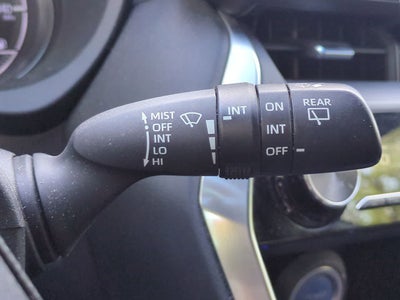 MIST
OFF
INT
LO
HI
INT
ON
INT
OFF
REAR